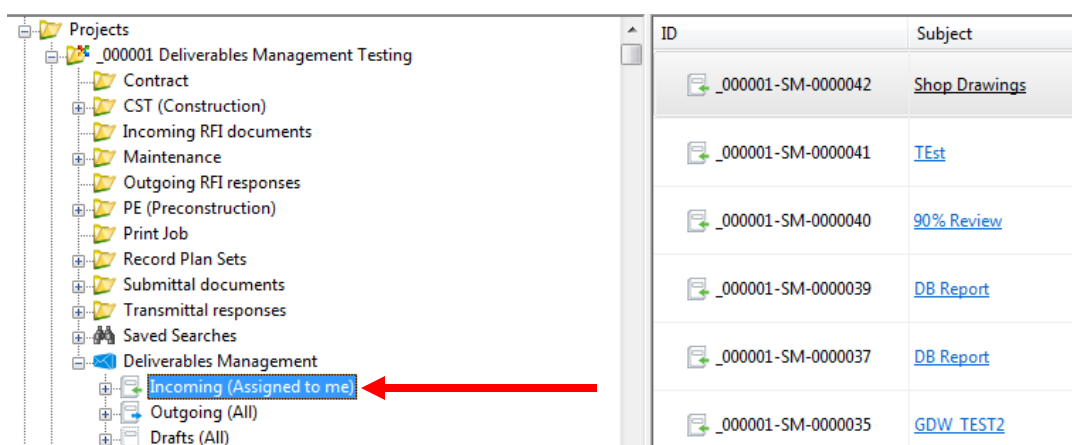 Projects
_000001 Deliverables Management Testing
Contract
CST (Construction)
Incoming RFI documents
Maintenance
Outgoing RFI responses
PE (Preconstruction)
Print Job
Record Plan Sets
Submittal documents
Transmittal responses
Saved Searches
Deliverables Management
Incoming (Assigned to me)
Outgoing (All)
Drafts (All)
ID Subject
_000001-SM-0000042 Shop Drawings
_000001-SM-0000041 TEst
_000001-SM-0000040 90% Review
_000001-SM-0000039 DB Report
_000001-SM-0000037 DB Report
_000001-SM-0000035 GDW_TEST2